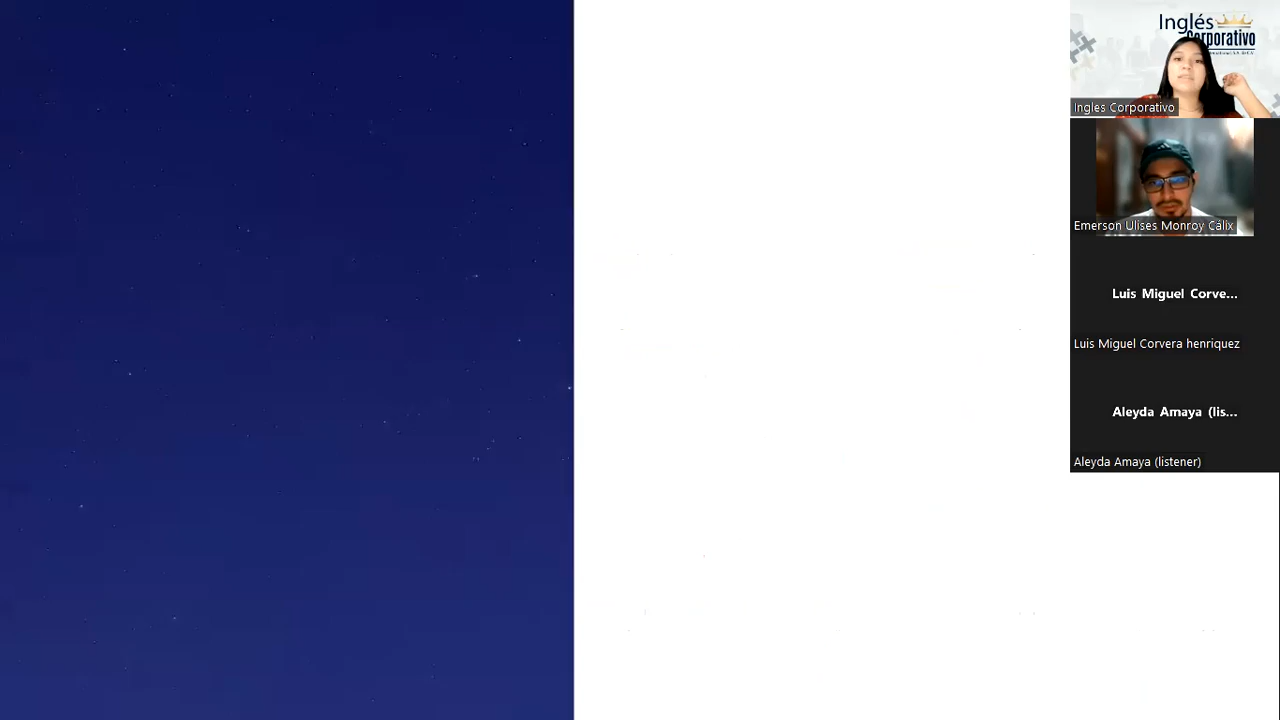 Inglés
Corporativo
Ingles Corporativo
Emerson Ulises Monroy Cálix
Luis Miguel Corve...
Luis Miguel Corvera henriquez
Aleyda Amaya (lis...
Aleyda Amaya (listener)